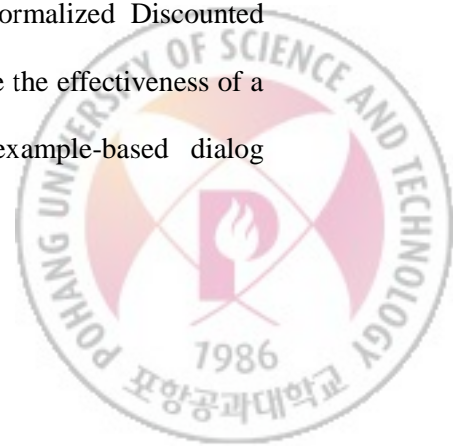 ormalized Discounted
e the effectiveness of a
example-based dialog
POHANG UNIVERSITY OF SCIENCE AND TECHNOLOGY
1986
포항공과대학교